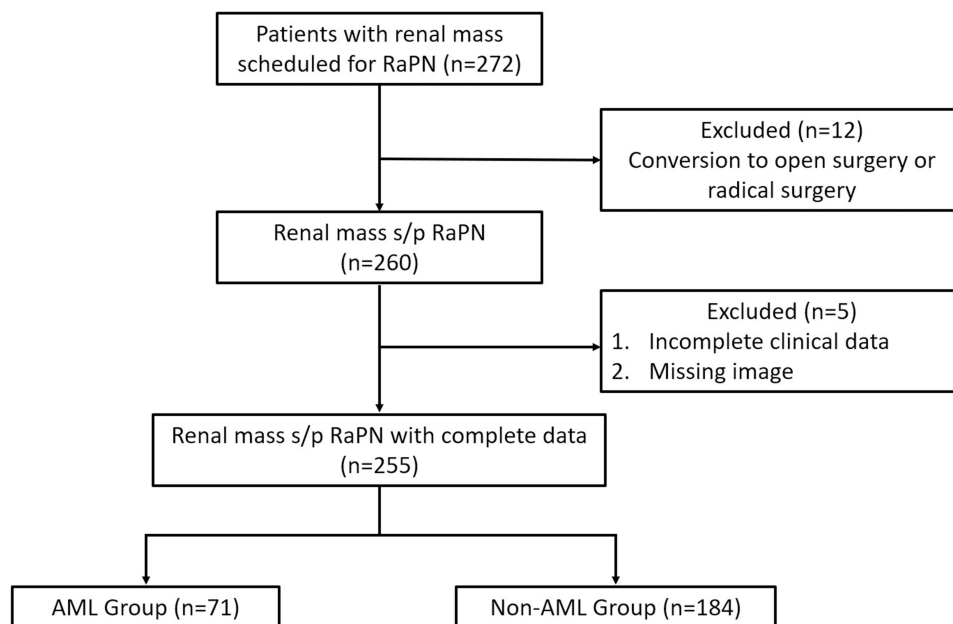 Patients with renal mass
scheduled for RaPN (n=272)
Excluded (n=12)
Conversion to open surgery or
radical surgery
Renal mass s/p RaPN
(n=260)
Excluded (n=5)
1. Incomplete clinical data
2. Missing image
Renal mass s/p RaPN with complete data
(n=255)
AML Group (n=71)
Non-AML Group (n=184)